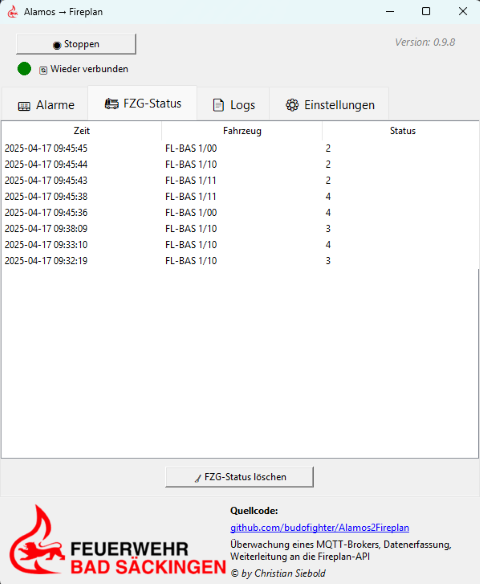 Alamos → Fireplan
Stoppen
Version: 0.9.8
Wieder verbunden
Alarme
FZG-Status
Logs
Einstellungen
Zeit Fahrzeug Status
2025-04-17 09:45:45 FL-BAS 1/00 2
2025-04-17 09:45:44 FL-BAS 1/10 2
2025-04-17 09:45:43 FL-BAS 1/11 2
2025-04-17 09:45:38 FL-BAS 1/11 4
2025-04-17 09:45:36 FL-BAS 1/00 4
2025-04-17 09:38:09 FL-BAS 1/10 3
2025-04-17 09:33:10 FL-BAS 1/10 4
2025-04-17 09:32:19 FL-BAS 1/10 3
FZG-Status löschen
FEUERWEHR
BAD SÄCKINGEN
Quellcode:
github.com/budofighter/Alamos2Fireplan
Überwachung eines MQTT-Brokers, Datenerfassung,
Weiterleitung an die Fireplan-API
© by Christian Siebold